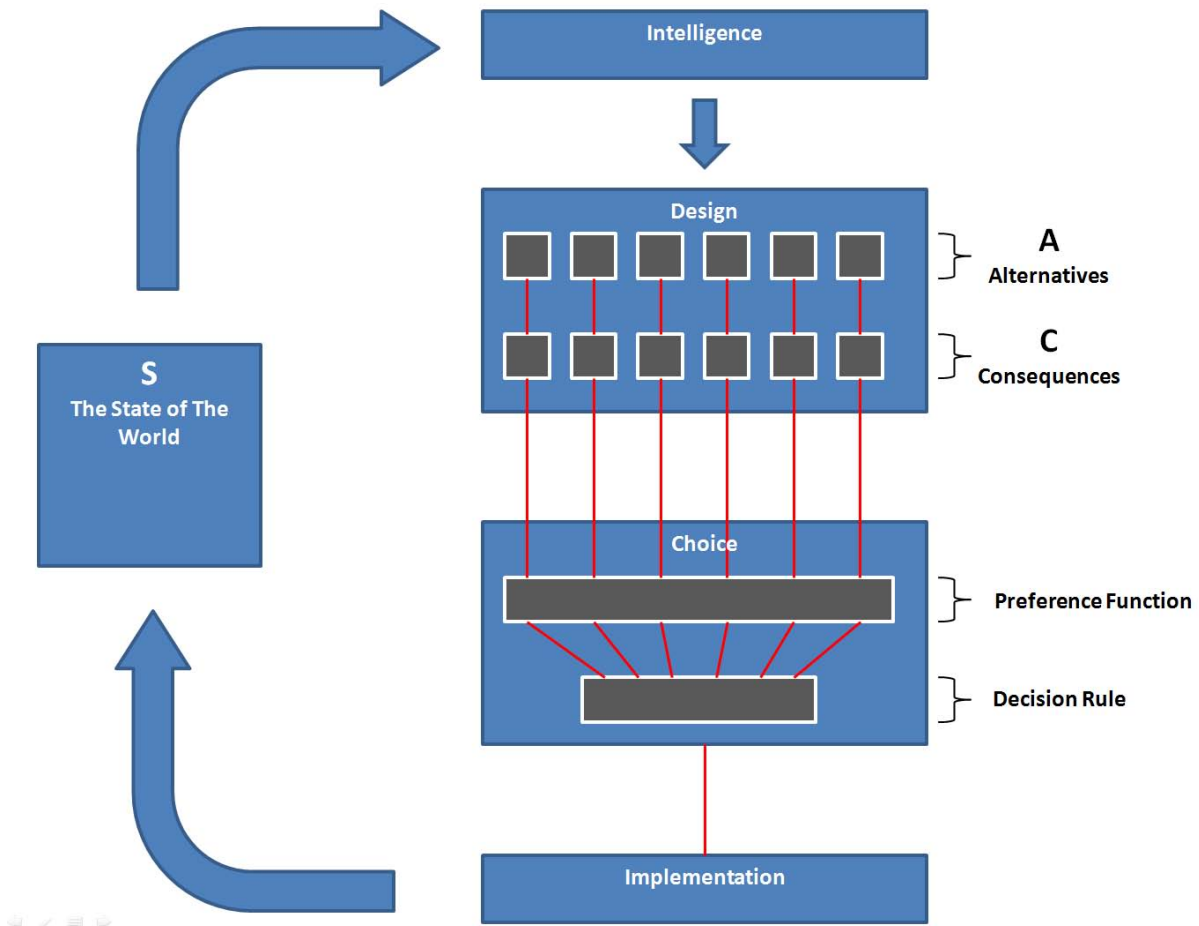 Intelligence
Design
A
Alternatives
C
Consequences
S
The State of The
World
Choice
Preference Function
Decision Rule
Implementation